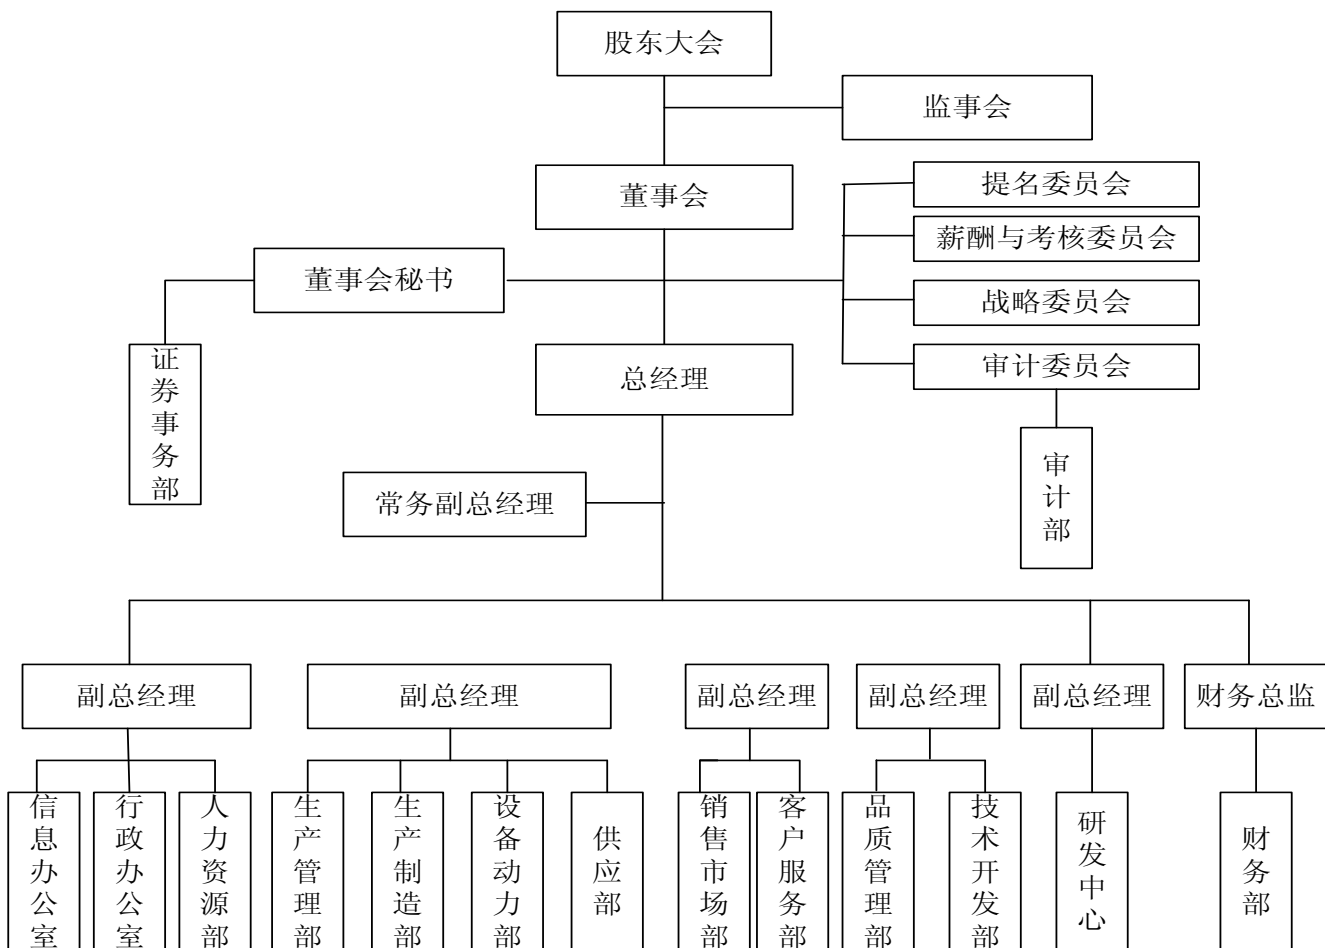 股东大会
监事会
董事会
提名委员会
薪酬与考核委员会
董事会秘书
战略委员会
总经理
审计委员会
证券事务部
审计部
常务副总经理
副总经理
副总经理
副总经理
副总经理
副总经理
财务总监
信息办公室
行政办公室
人力资源部
生产管理部
生产制造部
设备动力部
供应部
销售市场部
客户服务部
品质管理部
技术开发部
研发中心
财务部